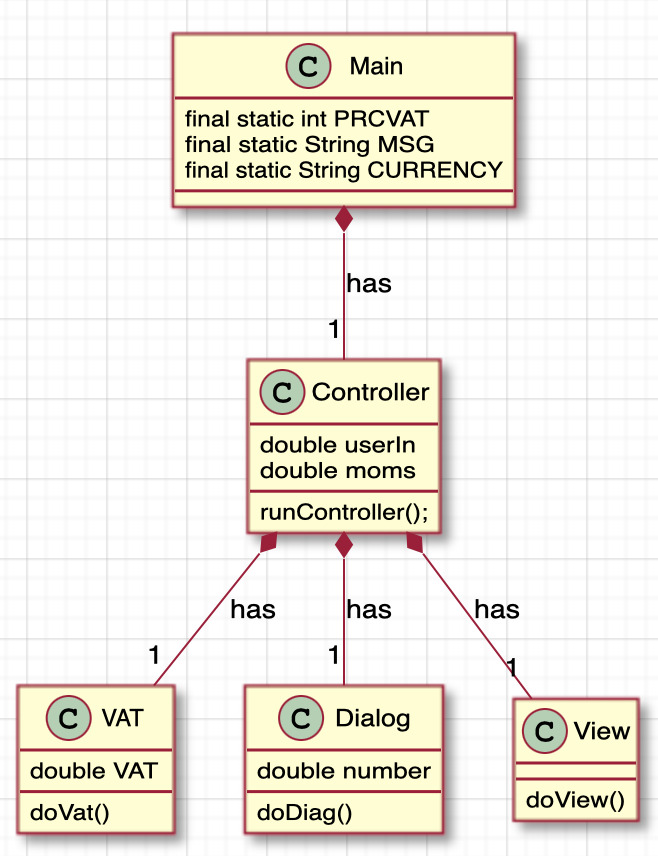 C Main
final static int PRCVAT
final static String MSG
final static String CURRENCY
has
1
C Controller
double userIn
double moms
runController();
has has has
1 1 1
C VAT
double VAT
doVat()
C Dialog
double number
doDiag()
C View
doView()